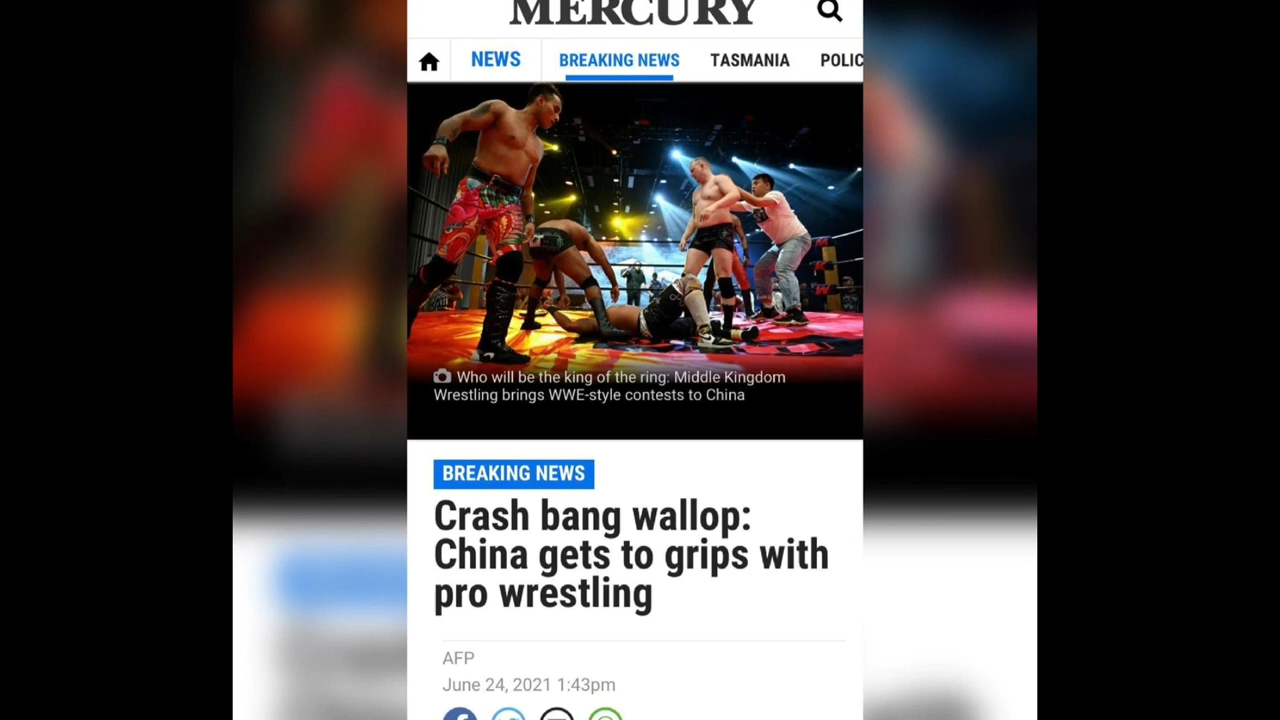 MERCURY
NEWS
BREAKING NEWS
TASMANIA
POLIC
Who will be the king of the ring: Middle Kingdom
Wrestling brings WWE-style contests to China
BREAKING NEWS
Crash bang wallop:
China gets to grips with
pro wrestling
AFP
June 24, 2021 1:43pm